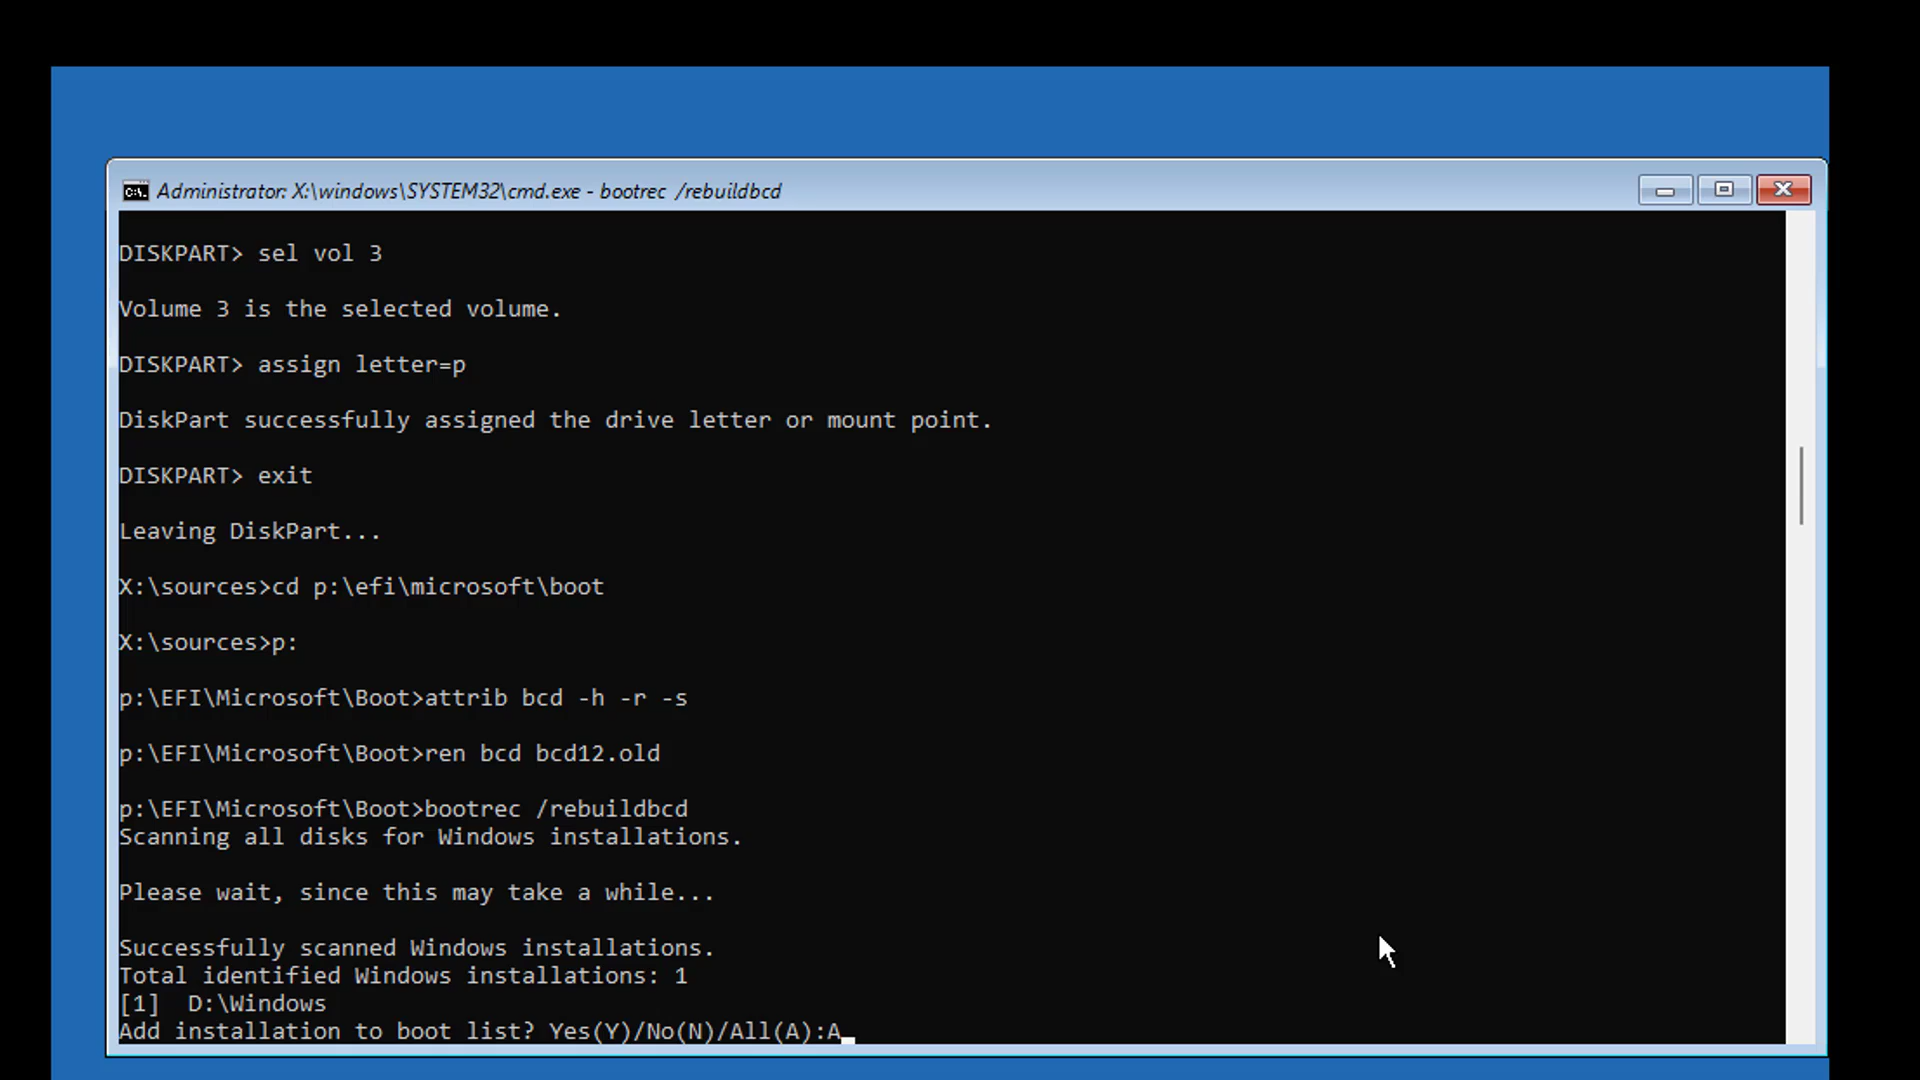 Administrator: X:\windows\SYSTEM32\cmd.exe - bootrec /rebuildbcd
DISKPART> sel vol 3
Volume 3 is the selected volume.
DISKPART> assign letter=p
DiskPart successfully assigned the drive letter or mount point.
DISKPART> exit
Leaving DiskPart...
X:\sources>cd p:\efi\microsoft\boot
X:\sources>p:
p:\EFI\Microsoft\Boot>attrib bcd -h -r -s
p:\EFI\Microsoft\Boot>ren bcd bcd12.old
p:\EFI\Microsoft\Boot>bootrec /rebuildbcd
Scanning all disks for Windows installations.
Please wait, since this may take a while...
Successfully scanned Windows installations.
Total identified Windows installations: 1
[1]  D:\Windows
Add installation to boot list? Yes(Y)/No(N)/All(A):A